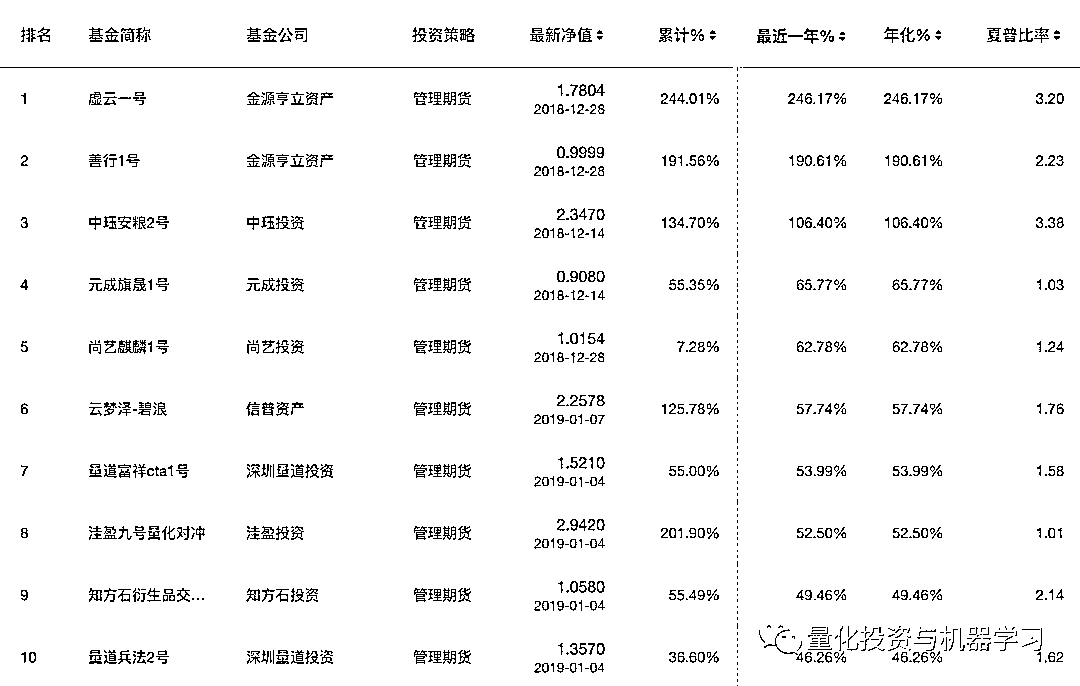 排名 基金简称 基金公司 投资策略 最新净值 累计% 最近一年% 年化% 夏普比率
1 虚云一号 金源亨立资产 管理期货 1.7804 244.01% 246.17% 246.17% 3.20
2018-12-28
2 善行1号 金源亨立资产 管理期货 0.9999 191.56% 190.61% 190.61% 2.23
2018-12-28
3 中珏安粮2号 中珏投资 管理期货 2.3470 134.70% 106.40% 106.40% 3.38
2018-12-14
4 元成旗晟1号 元成投资 管理期货 0.9080 55.35% 65.77% 65.77% 1.03
2018-12-14
5 尚艺麒麟1号 尚艺投资 管理期货 1.0154 7.28% 62.78% 62.78% 1.24
2018-12-28
6 云梦泽-碧浪 信普资产 管理期货 2.2578 125.78% 57.74% 57.74% 1.76
2019-01-07
7 量道富祥cta1号 深圳量道投资 管理期货 1.5210 55.00% 53.99% 53.99% 1.58
2019-01-04
8 洼盈九号量化对冲 洼盈投资 管理期货 2.9420 201.90% 52.50% 52.50% 1.01
2019-01-04
9 知方石衍生品交... 知方石投资 管理期货 1.0580 55.49% 49.46% 49.46% 2.14
2019-01-04
量化投资与机器学习
10 量道兵法2号 深圳量道投资 管理期货 1.3570 36.60% 46.26% 46.26% 1.62
2019-01-04